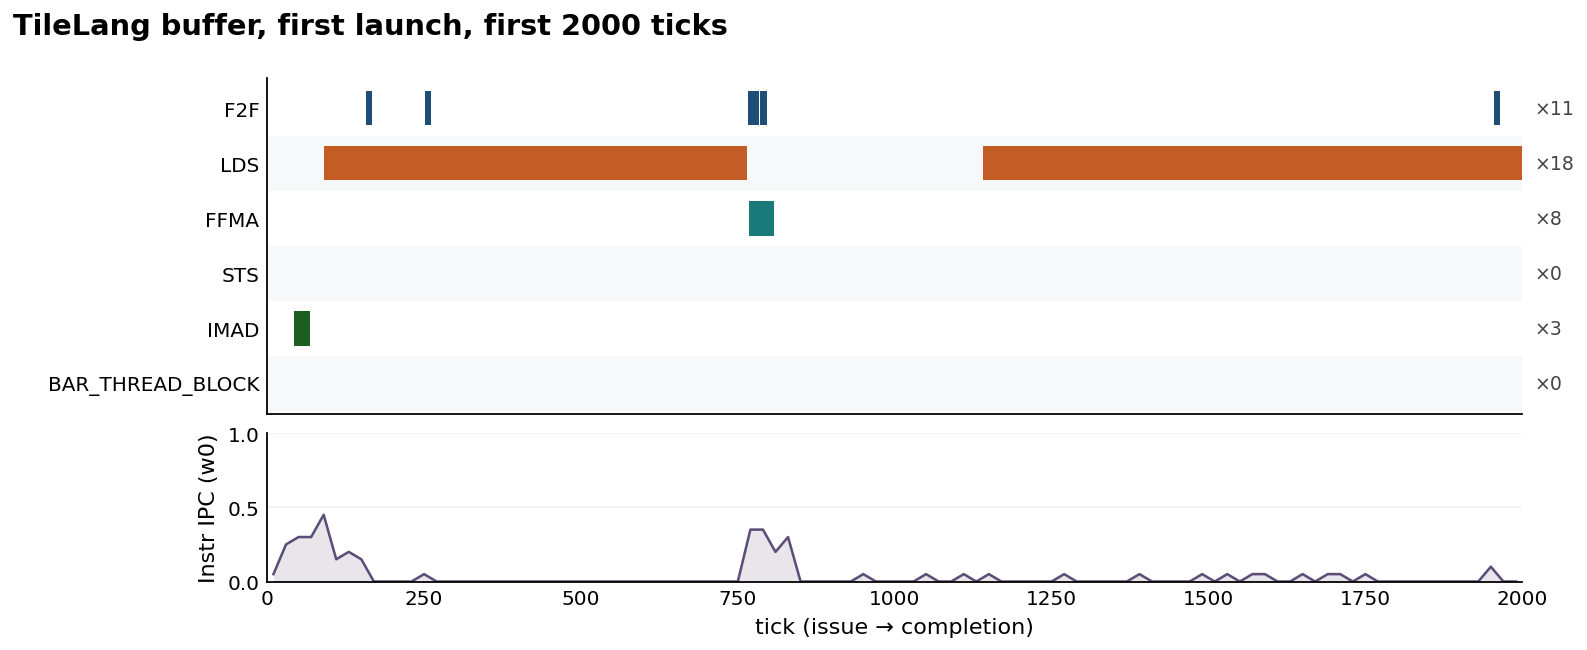 TileLang buffer, first launch, first 2000 ticks
F2F ×11
LDS ×18
FFMA ×8
STS ×0
IMAD ×3
BAR_THREAD_BLOCK ×0
Instr IPC (w0)
1.0
0.5
0.0
0 250 500 750 1000 1250 1500 1750 2000
tick (issue → completion)